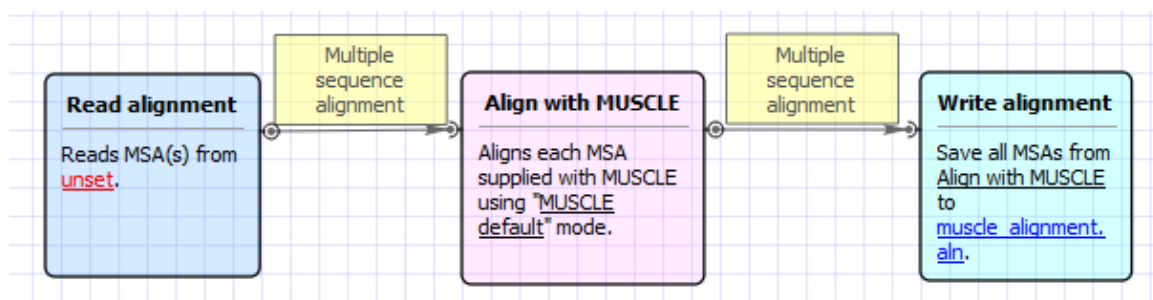 Read alignment
Reads MSA(s) from
unset.
Multiple
sequence
alignment
Align with MUSCLE
Aligns each MSA
supplied with MUSCLE
using "MUSCLE
default" mode.
Multiple
sequence
alignment
Write alignment
Save all MSAs from
Align with MUSCLE
to
muscle_alignment.
aln.